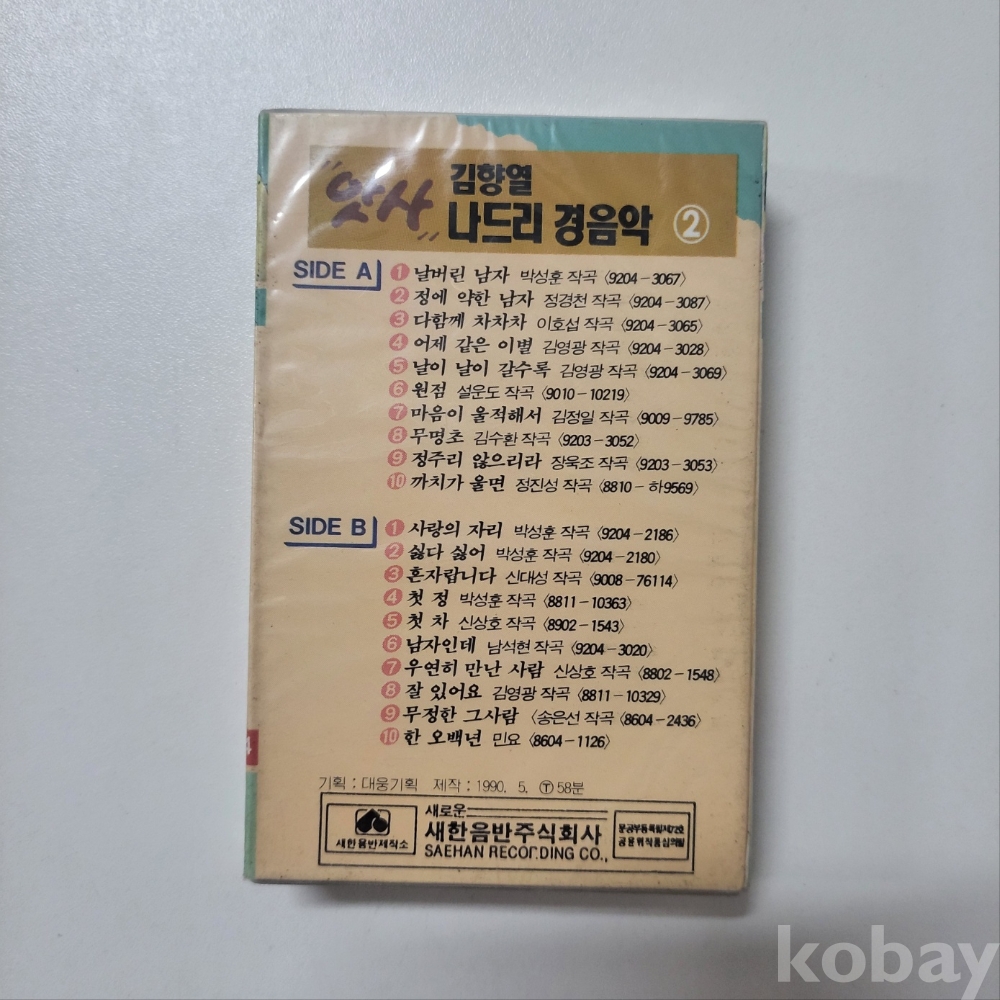 "앗사" 김향열
나드리 경음악 ②
SIDE A
1 날버린 남자 박성훈 작곡 〈9204-3067〉
2 정에 약한 남자 정경천 작곡 〈9204-3087〉
3 다함께 차차차 이호섭 작곡 〈9204-3065〉
4 어제 같은 이별 김영광 작곡 〈9204-3028〉
5 날이 날이 갈수록 김영광 작곡 〈9204-3069〉
6 원점 설운도 작곡 〈9010-10219〉
7 마음이 울적해서 김정일 작곡 〈9009-9785〉
8 무명초 김수환 작곡 〈9203-3052〉
9 정주리 않으리라 장욱조 작곡 〈9203-3053〉
10 까치가 울면 정진성 작곡 〈8810-하9569〉
SIDE B
1 사랑의 자리 박성훈 작곡 〈9204-2186〉
2 싫다 싫어 박성훈 작곡 〈9204-2180〉
3 혼자랍니다 신대성 작곡 〈9008-76114〉
4 첫 정 박성훈 작곡 〈8811-10363〉
5 첫 차 신상호 작곡 〈8902-1543〉
6 남자인데 남석현 작곡 〈9204-3020〉
7 우연히 만난 사람 신상호 작곡 〈8802-1548〉
8 잘 있어요 김영광 작곡 〈8811-10329〉
9 무정한 그사람 〈송은선 작곡 〈8604-2436〉
10 한 오백년 민요 〈8604-1126〉
4
기획 : 대웅기획 제작 : 1990. 5. Ⓣ 58분
새한음반제작소
새로운
새한음반주식회사
SAEHAN RECORDING CO.,
kobay